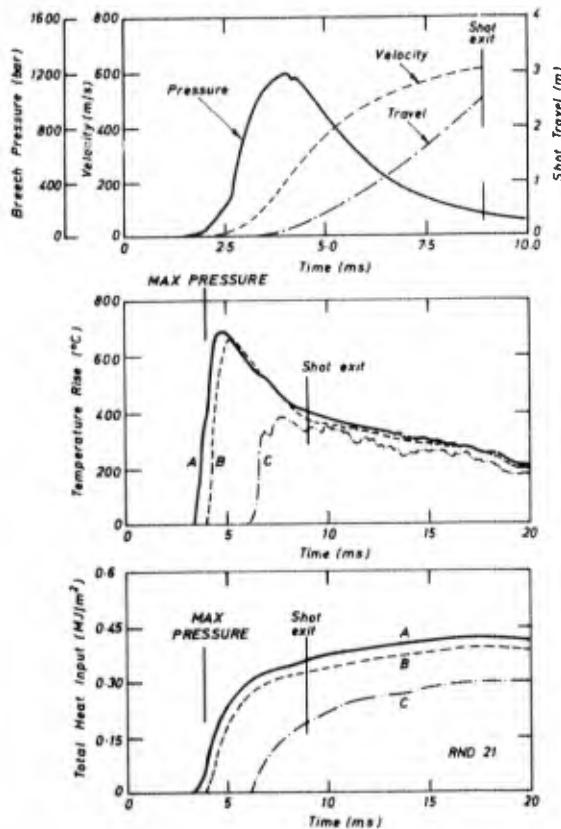 1600
1200
800
400
0
Breech Pressure (bar)
800
600
400
200
0
Velocity (m/s)
Pressure
Velocity
Travel
Shot
exit
4
3
2
1
0
Shot Travel (m)
0 2·5 5·0 7·5 10·0
Time (ms)
MAX PRESSURE
800
600
400
200
0
Temperature Rise (°C)
A B C
Shot exit
0 5 10 15 20
Time (ms)
0·6
0·45
0·30
0·15
0
Total Heat Input (MJ/m²)
MAX
PRESSURE
Shot
exit
A
B
C
RND 21
0 5 10 15 20
Time (ms)